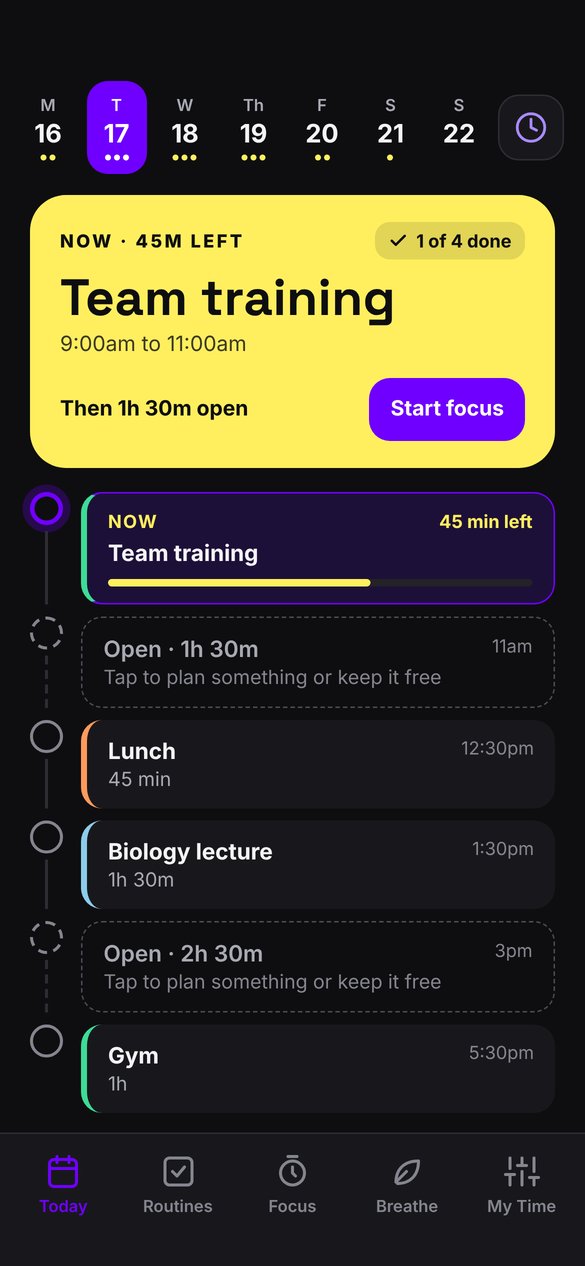 M T W Th F S S
16 17 18 19 20 21 22
NOW · 45M LEFT
1 of 4 done
Team training
9:00am to 11:00am
Then 1h 30m open
Start focus
NOW 45 min left
Team training
Open · 1h 30m 11am
Tap to plan something or keep it free
Lunch 12:30pm
45 min
Biology lecture 1:30pm
1h 30m
Open · 2h 30m 3pm
Tap to plan something or keep it free
Gym 5:30pm
1h
Today Routines Focus Breathe My Time